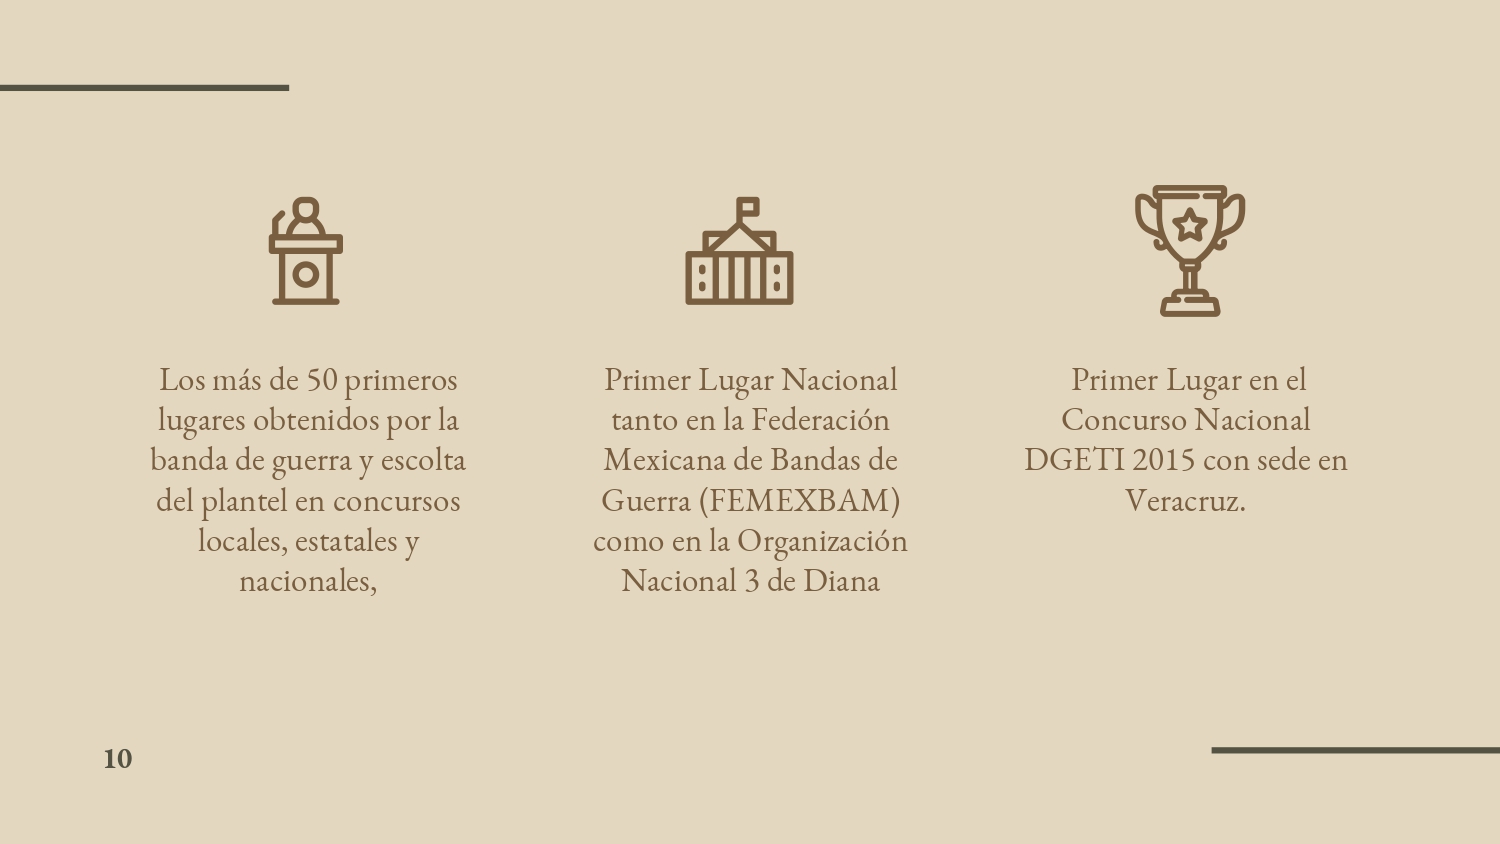 Los más de 50 primeros
lugares obtenidos por la
banda de guerra y escolta
del plantel en concursos
locales, estatales y
nacionales,
Primer Lugar Nacional
tanto en la Federación
Mexicana de Bandas de
Guerra (FEMEXBAM)
como en la Organización
Nacional 3 de Diana
Primer Lugar en el
Concurso Nacional
DGETI 2015 con sede en
Veracruz.
10